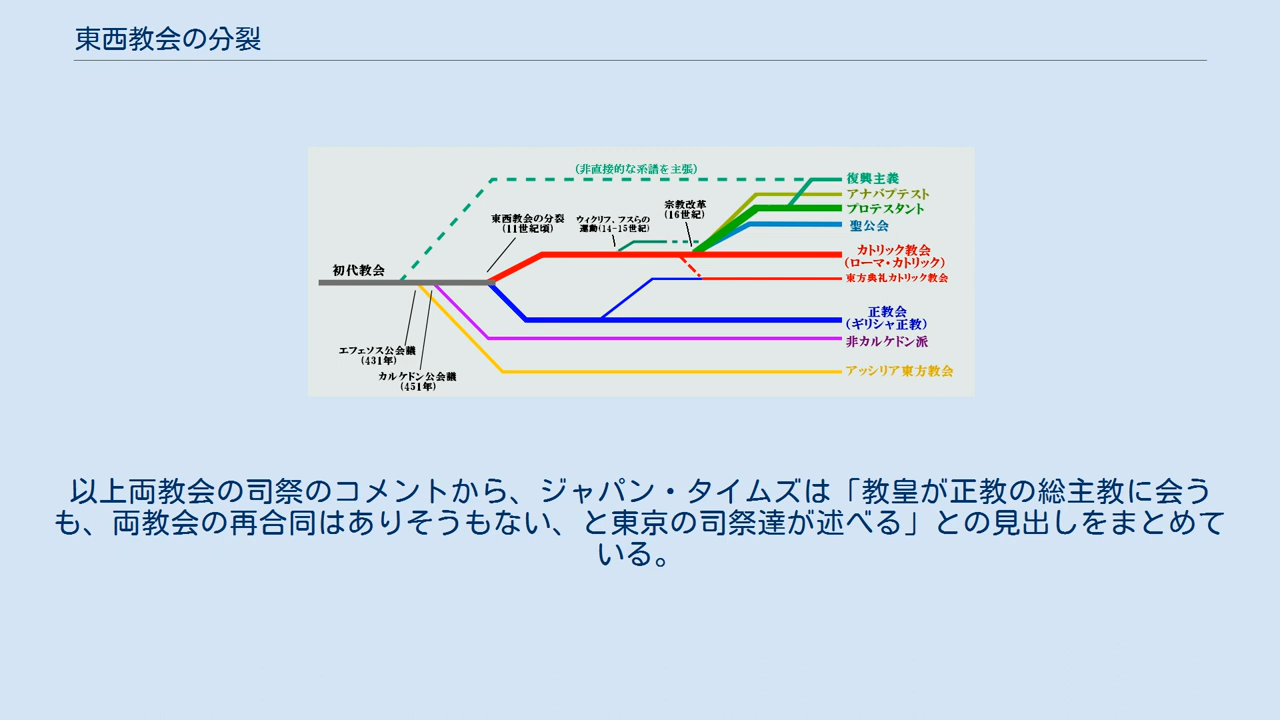 東西教会の分裂
(非直接的な系譜を主張)
復興主義
アナバプテスト
プロテスタント
聖公会
宗教改革
(16世紀)
ウィクリフ、フスらの
運動(14-15世紀)
東西教会の分裂
(11世紀頃)
カトリック教会
(ローマ・カトリック)
東方典礼カトリック教会
初代教会
正教会
(ギリシャ正教)
非カルケドン派
エフェソス公会議
(431年)
カルケドン公会議
(451年)
アッシリア東方教会
以上両教会の司祭のコメントから、ジャパン・タイムズは「教皇が正教の総主教に会う
も、両教会の再合同はありそうもない、と東京の司祭達が述べる」との見出しをまとめて
いる。